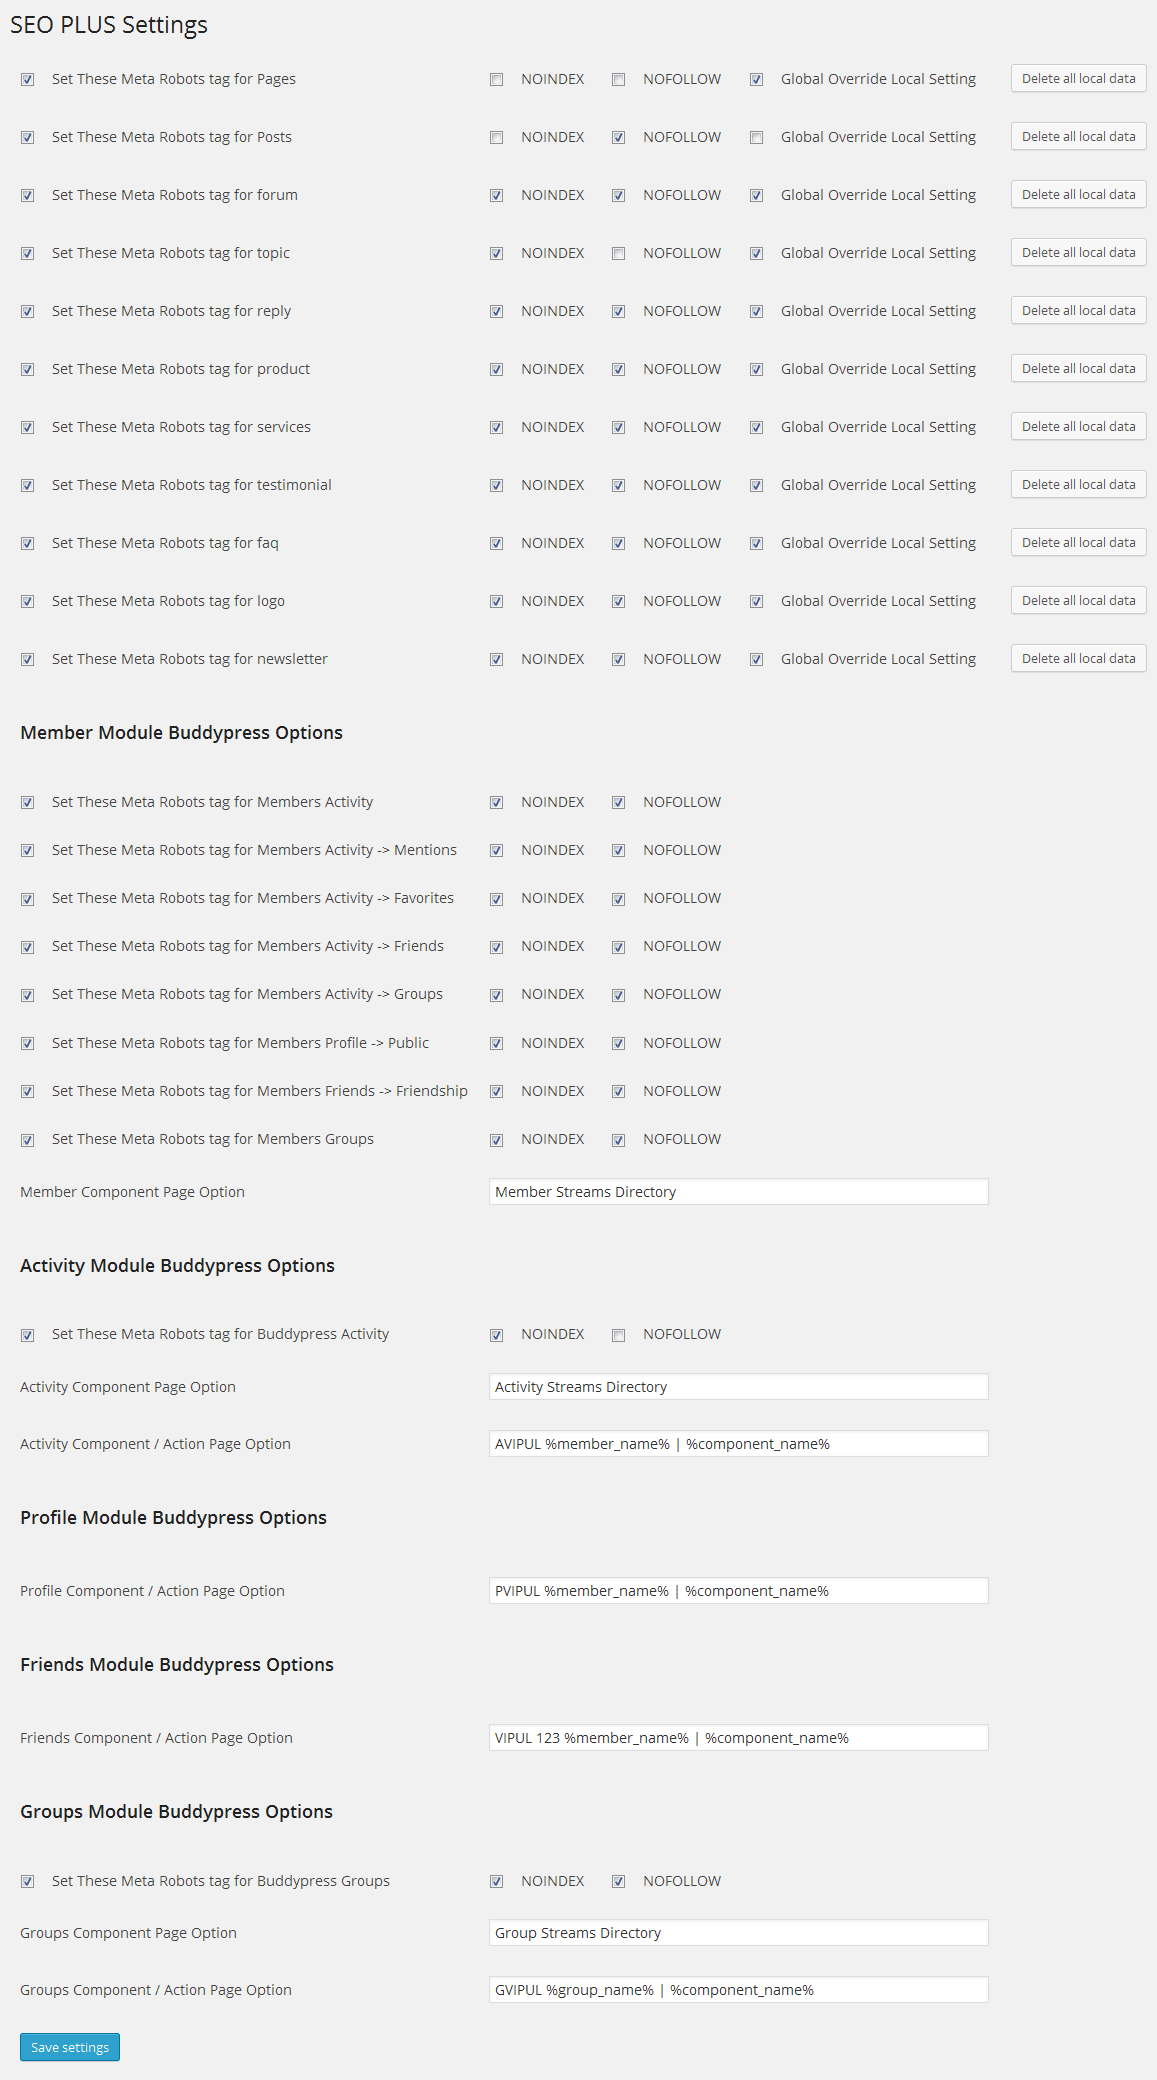 SEO PLUS Settings
Set These Meta Robots tag for Pages NOINDEX NOFOLLOW Global Override Local Setting Delete all local data
Set These Meta Robots tag for Posts NOINDEX NOFOLLOW Global Override Local Setting Delete all local data
Set These Meta Robots tag for forum NOINDEX NOFOLLOW Global Override Local Setting Delete all local data
Set These Meta Robots tag for topic NOINDEX NOFOLLOW Global Override Local Setting Delete all local data
Set These Meta Robots tag for reply NOINDEX NOFOLLOW Global Override Local Setting Delete all local data
Set These Meta Robots tag for product NOINDEX NOFOLLOW Global Override Local Setting Delete all local data
Set These Meta Robots tag for services NOINDEX NOFOLLOW Global Override Local Setting Delete all local data
Set These Meta Robots tag for testimonial NOINDEX NOFOLLOW Global Override Local Setting Delete all local data
Set These Meta Robots tag for faq NOINDEX NOFOLLOW Global Override Local Setting Delete all local data
Set These Meta Robots tag for logo NOINDEX NOFOLLOW Global Override Local Setting Delete all local data
Set These Meta Robots tag for newsletter NOINDEX NOFOLLOW Global Override Local Setting Delete all local data
Member Module Buddypress Options
Set These Meta Robots tag for Members Activity NOINDEX NOFOLLOW
Set These Meta Robots tag for Members Activity -> Mentions NOINDEX NOFOLLOW
Set These Meta Robots tag for Members Activity -> Favorites NOINDEX NOFOLLOW
Set These Meta Robots tag for Members Activity -> Friends NOINDEX NOFOLLOW
Set These Meta Robots tag for Members Activity -> Groups NOINDEX NOFOLLOW
Set These Meta Robots tag for Members Profile -> Public NOINDEX NOFOLLOW
Set These Meta Robots tag for Members Friends -> Friendship NOINDEX NOFOLLOW
Set These Meta Robots tag for Members Groups NOINDEX NOFOLLOW
Member Component Page Option Member Streams Directory
Activity Module Buddypress Options
Set These Meta Robots tag for Buddypress Activity NOINDEX NOFOLLOW
Activity Component Page Option Activity Streams Directory
Activity Component / Action Page Option AVIPUL %member_name% | %component_name%
Profile Module Buddypress Options
Profile Component / Action Page Option PVIPUL %member_name% | %component_name%
Friends Module Buddypress Options
Friends Component / Action Page Option VIPUL 123 %member_name% | %component_name%
Groups Module Buddypress Options
Set These Meta Robots tag for Buddypress Groups NOINDEX NOFOLLOW
Groups Component Page Option Group Streams Directory
Groups Component / Action Page Option GVIPUL %group_name% | %component_name%
Save settings